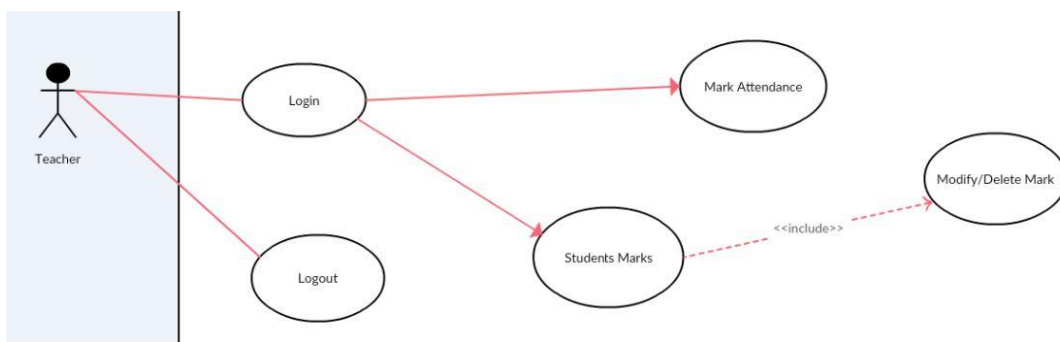 Teacher
Login
Logout
Mark Attendance
Students Marks
<<include>>
Modify/Delete Mark